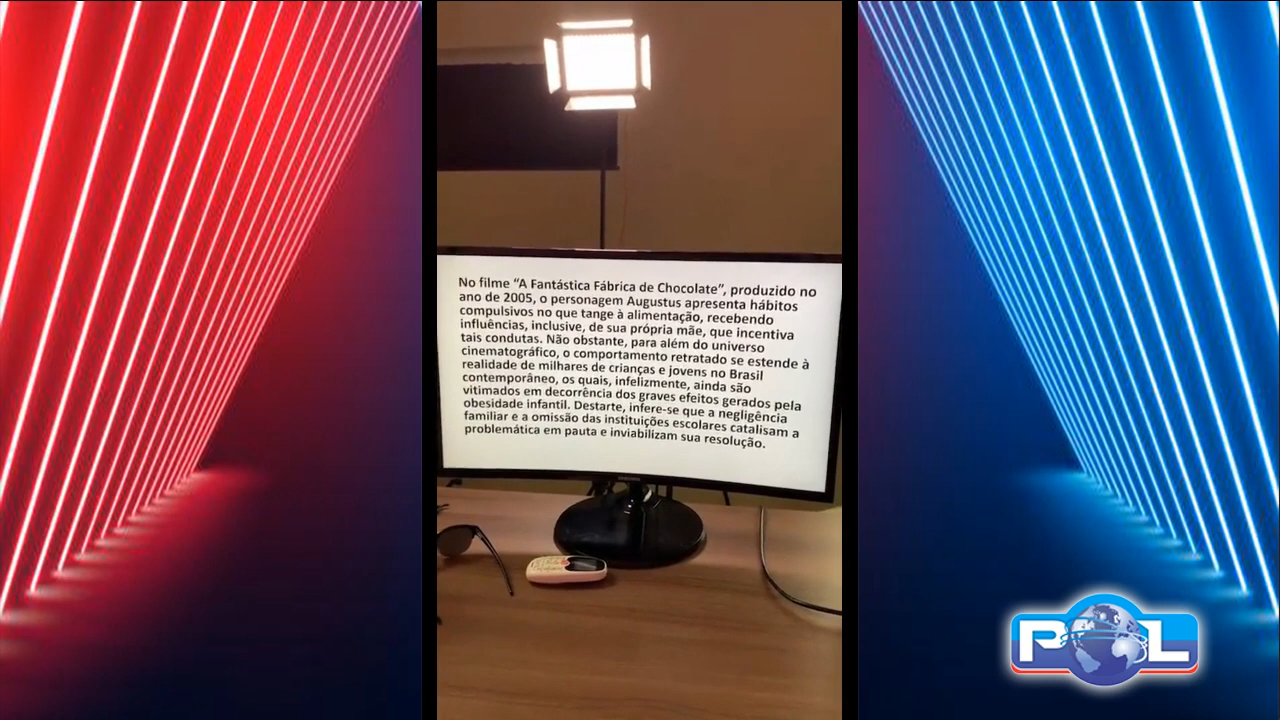 No filme “A Fantástica Fábrica de Chocolate”, produzido no
ano de 2005, o personagem Augustus apresenta hábitos
compulsivos no que tange à alimentação, recebendo
influências, inclusive, de sua própria mãe, que incentiva
tais condutas. Não obstante, para além do universo
cinematográfico, o comportamento retratado se estende à
realidade de milhares de crianças e jovens no Brasil
contemporâneo, os quais, infelizmente, ainda são
vitimados em decorrência dos graves efeitos gerados pela
obesidade infantil. Destarte, infere-se que a negligência
familiar e a omissão das instituições escolares catalisam a
problemática em pauta e inviabilizam sua resolução.
POL